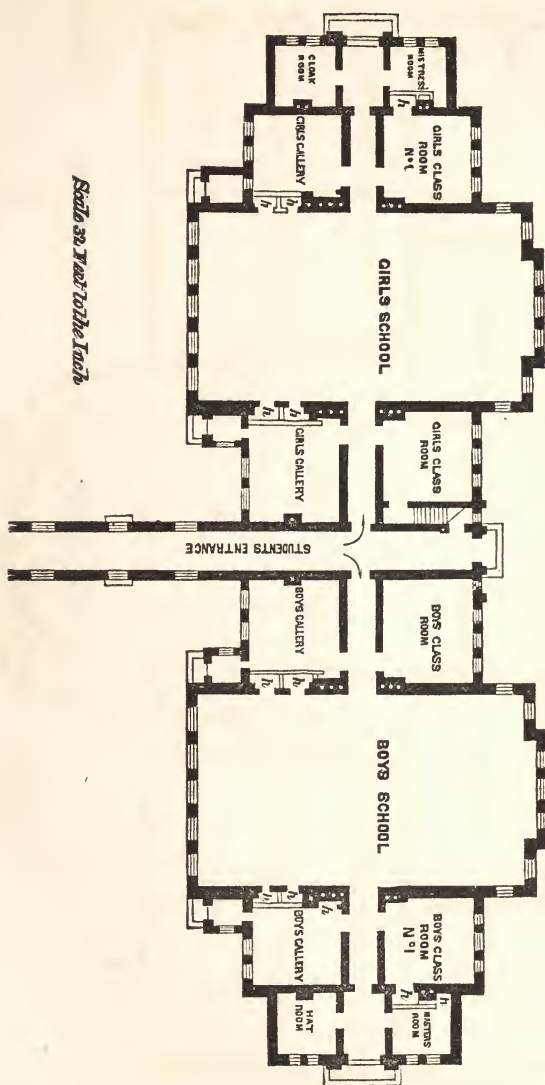 CLOAK
ROOM
MISTRESS
ROOM
h
GIRLS GALLERY
h h
GIRLS CLASS
ROOM
No 1
GIRLS SCHOOL
h h
GIRLS GALLERY
GIRLS CLASS
ROOM
STUDENTS ENTRANCE
BOYS GALLERY
h h
BOYS CLASS
ROOM
BOYS SCHOOL
h h h
BOYS GALLERY
BOYS CLASS
ROOM
No 1
HAT
ROOM
h h
MASTERS
ROOM
Scale 32 Feet to the Inch